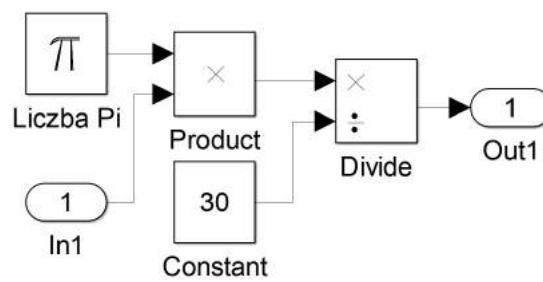 π
Liczba Pi
×
Product
×
÷
Divide
1
Out1
1
In1
30
Constant